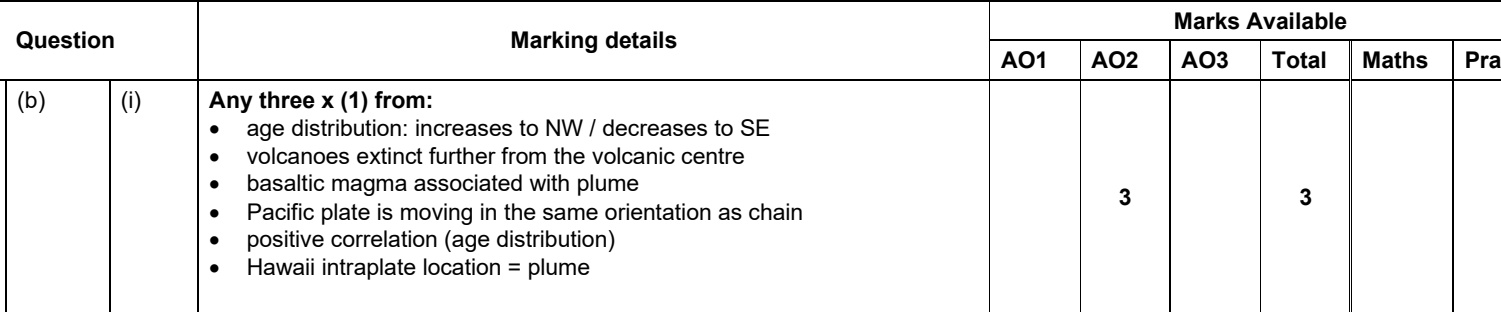 Question
Marking details
Marks Available
AO1 AO2 AO3 Total Maths Pra
(b) (i) Any three x (1) from:
• age distribution: increases to NW / decreases to SE
• volcanoes extinct further from the volcanic centre
• basaltic magma associated with plume
• Pacific plate is moving in the same orientation as chain
• positive correlation (age distribution)
• Hawaii intraplate location = plume
3 3